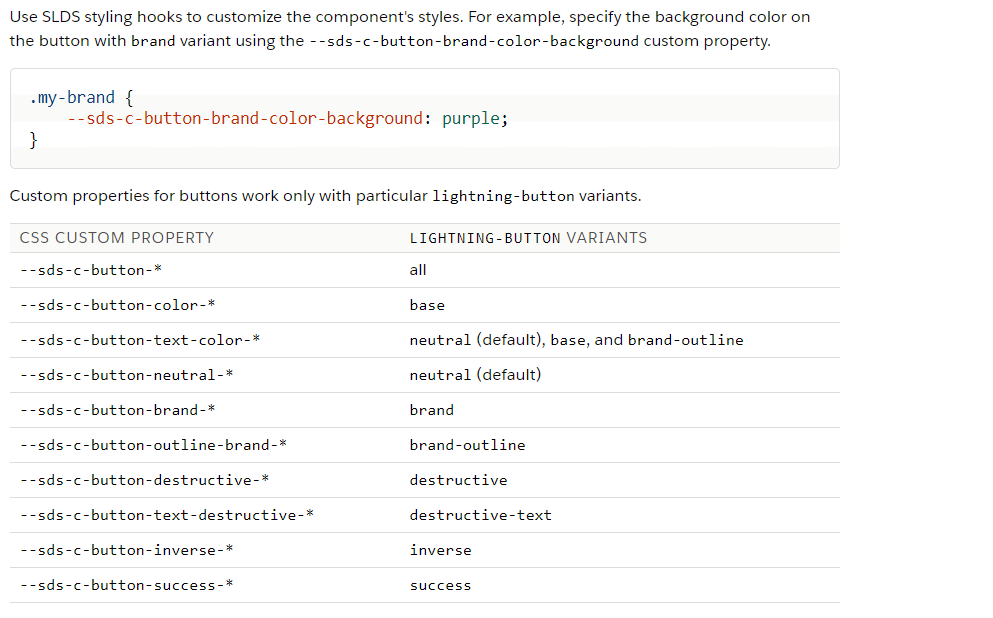 Use SLDS styling hooks to customize the component's styles. For example, specify the background color on
the button with brand variant using the --sds-c-button-brand-color-background custom property.
.my-brand {
    --sds-c-button-brand-color-background: purple;
}
Custom properties for buttons work only with particular lightning-button variants.
CSS CUSTOM PROPERTY LIGHTNING-BUTTON VARIANTS
--sds-c-button-* all
--sds-c-button-color-* base
--sds-c-button-text-color-* neutral (default), base, and brand-outline
--sds-c-button-neutral-* neutral (default)
--sds-c-button-brand-* brand
--sds-c-button-outline-brand-* brand-outline
--sds-c-button-destructive-* destructive
--sds-c-button-text-destructive-* destructive-text
--sds-c-button-inverse-* inverse
--sds-c-button-success-* success